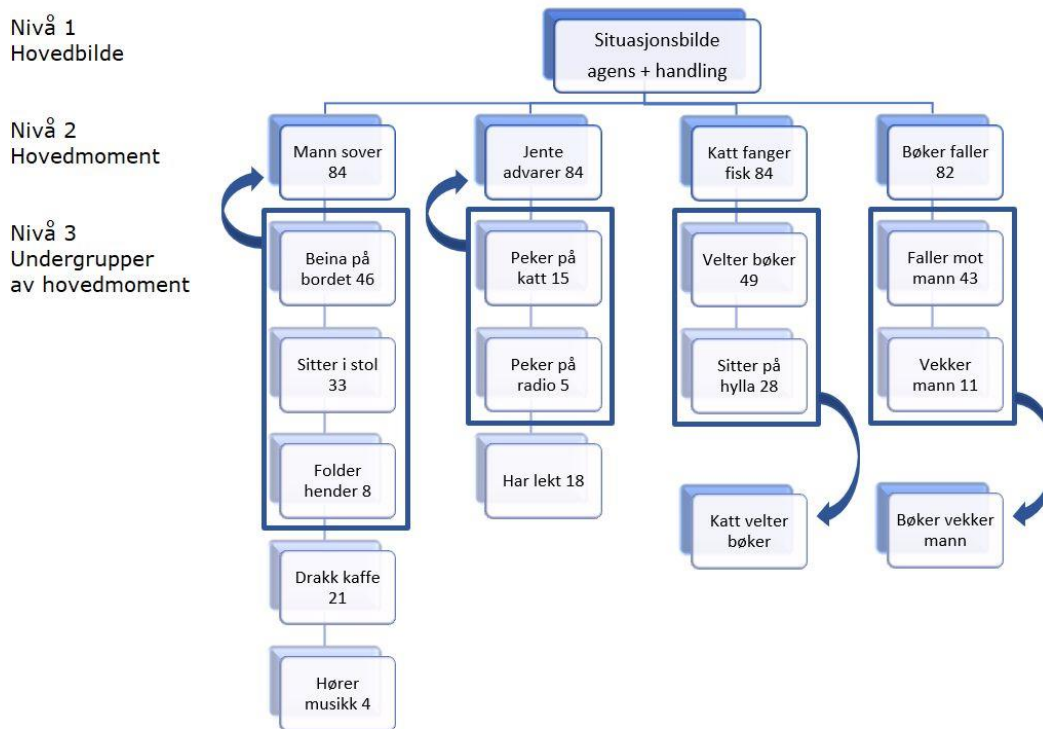 Nivå 1
Hovedbilde
Situasjonsbilde
agens + handling
Nivå 2
Hovedmoment
Mann sover
84
Jente
advarer 84
Katt fanger
fisk 84
Bøker faller
82
Nivå 3
Undergrupper
av hovedmoment
Beina på
bordet 46
Peker på
katt 15
Velter bøker
49
Faller mot
mann 43
Sitter i stol
33
Peker på
radio 5
Sitter på
hylla 28
Vekker
mann 11
Folder
hender 8
Har lekt 18
Katt velter
bøker
Bøker vekker
mann
Drakk kaffe
21
Hører
musikk 4